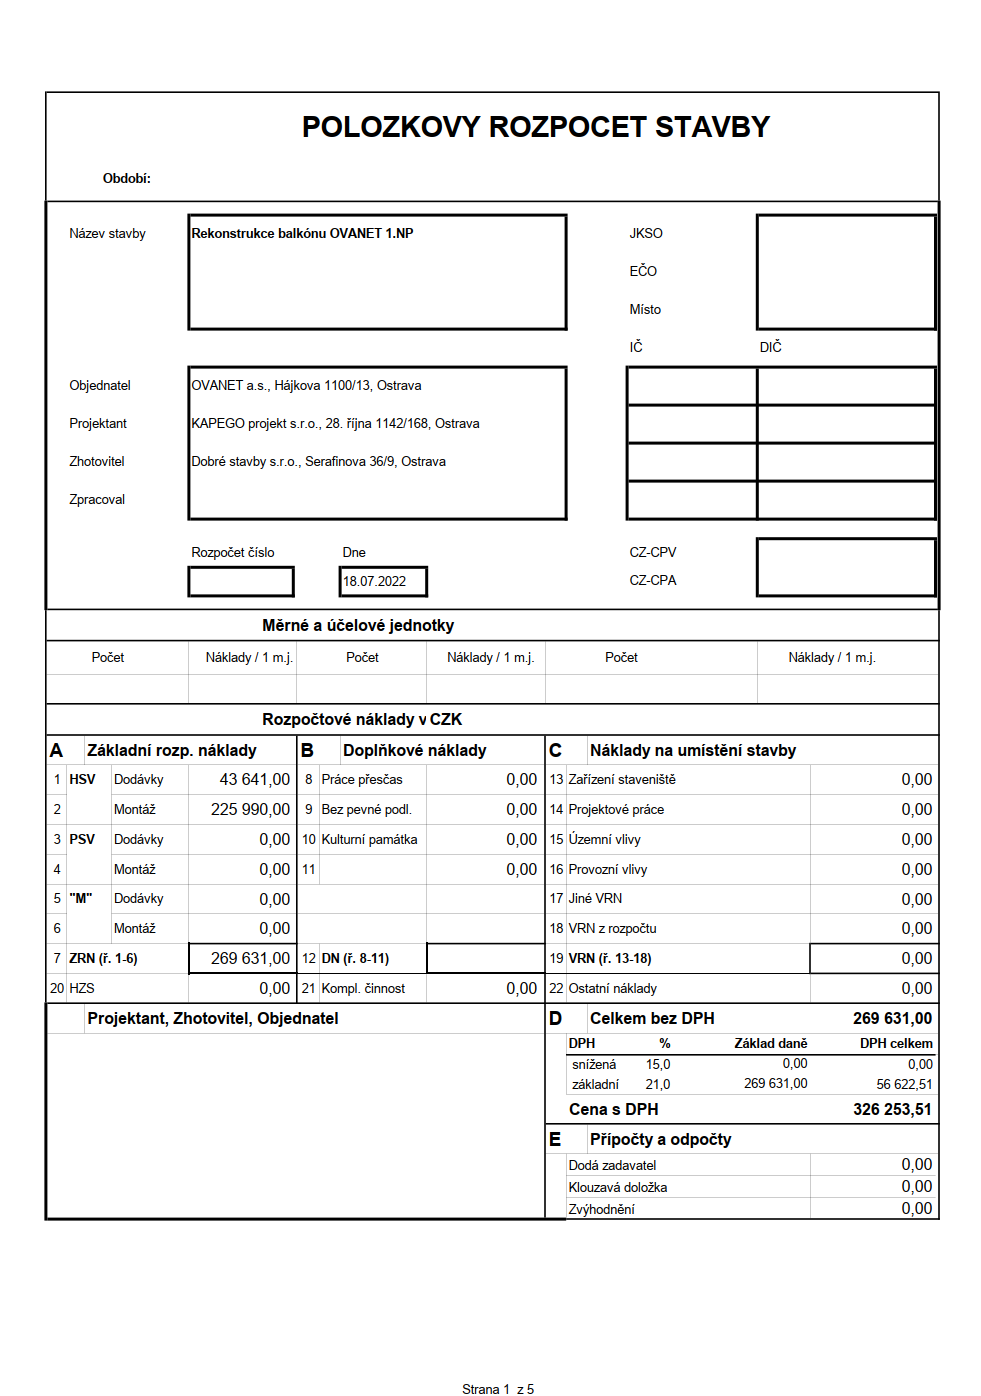 POLOZKOVY ROZPOCET STAVBY
Období:
Název stavby Rekonstrukce balkónu OVANET 1.NP JKSO
EČO
Místo
IČ DIČ
Objednatel OVANET a.s., Hájkova 1100/13, Ostrava
Projektant KAPEGO projekt s.r.o., 28. října 1142/168, Ostrava
Zhotovitel Dobré stavby s.r.o., Serafinova 36/9, Ostrava
Zpracoval
Rozpočet číslo Dne CZ-CPV
18.07.2022 CZ-CPA
Měrné a účelové jednotky
Počet Náklady / 1 m.j. Počet Náklady / 1 m.j. Počet Náklady / 1 m.j.
Rozpočtové náklady v CZK
A Základní rozp. náklady B Doplňkové náklady C Náklady na umístění stavby
1 HSV Dodávky 43 641,00 8 Práce přesčas 0,00 13 Zařízení staveniště 0,00
2 Montáž 225 990,00 9 Bez pevné podl. 0,00 14 Projektové práce 0,00
3 PSV Dodávky 0,00 10 Kulturní památka 0,00 15 Územní vlivy 0,00
4 Montáž 0,00 11 0,00 16 Provozní vlivy 0,00
5 "M" Dodávky 0,00 17 Jiné VRN 0,00
6 Montáž 0,00 18 VRN z rozpočtu 0,00
7 ZRN (ř. 1-6) 269 631,00 12 DN (ř. 8-11) 19 VRN (ř. 13-18) 0,00
20 HZS 0,00 21 Kompl. činnost 0,00 22 Ostatní náklady 0,00
Projektant, Zhotovitel, Objednatel D Celkem bez DPH 269 631,00
DPH % Základ daně DPH celkem
snížená 15,0 0,00 0,00
základní 21,0 269 631,00 56 622,51
Cena s DPH 326 253,51
E Přípočty a odpočty
Dodá zadavatel 0,00
Klouzavá doložka 0,00
Zvýhodnění 0,00
Strana 1 z 5